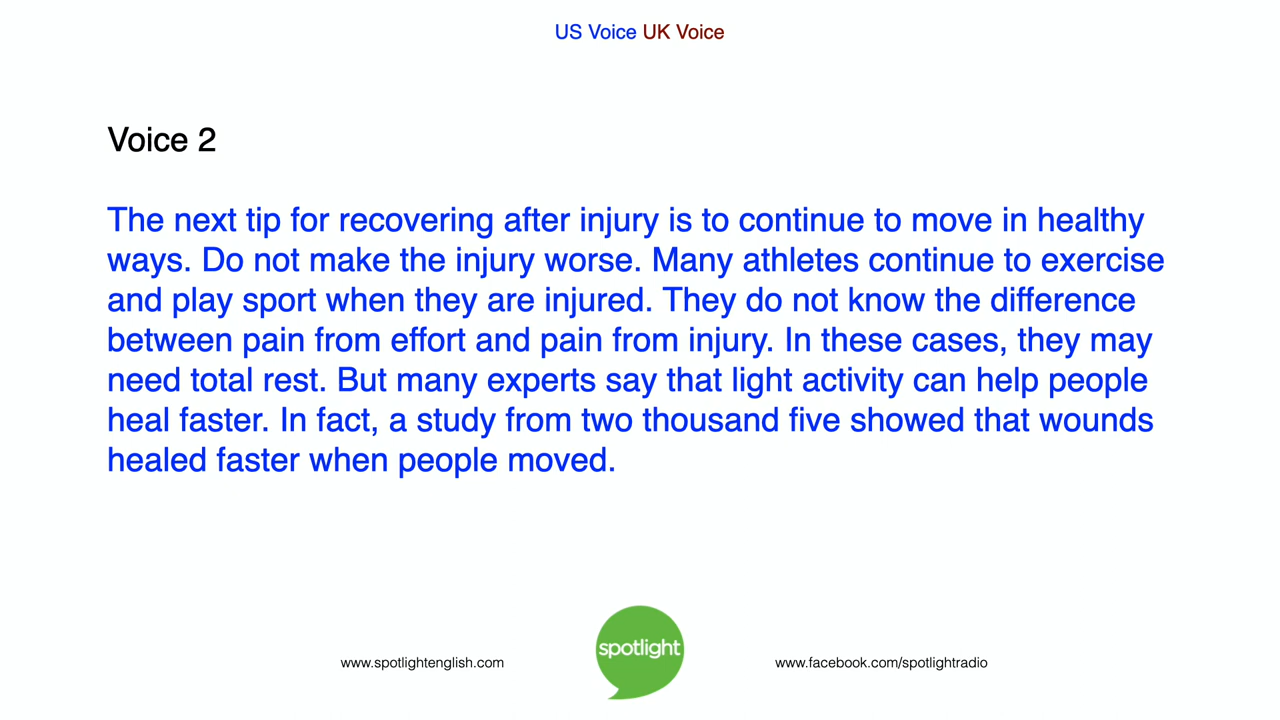 US Voice UK Voice
Voice 2
The next tip for recovering after injury is to continue to move in healthy
ways. Do not make the injury worse. Many athletes continue to exercise
and play sport when they are injured. They do not know the difference
between pain from effort and pain from injury. In these cases, they may
need total rest. But many experts say that light activity can help people
heal faster. In fact, a study from two thousand five showed that wounds
healed faster when people moved.
www.spotlightenglish.com
spotlight
www.facebook.com/spotlightradio